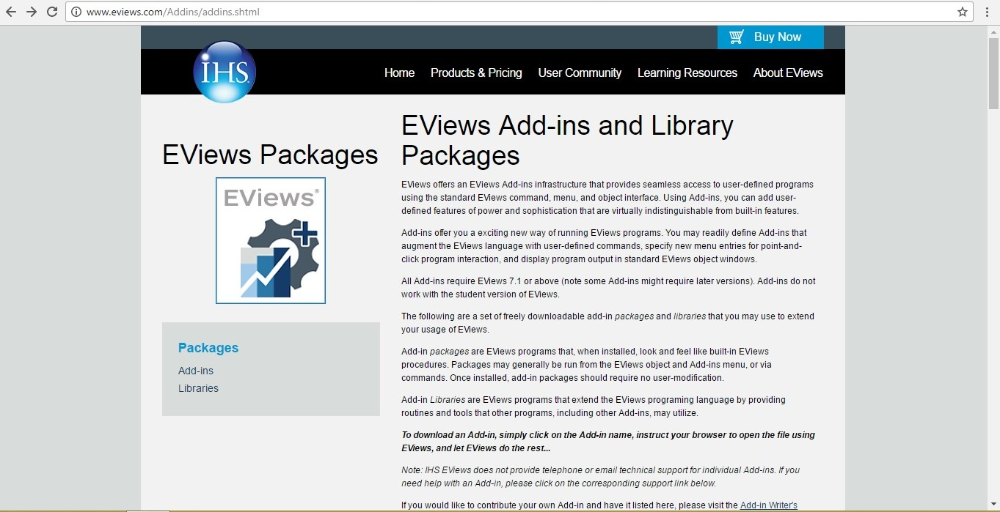 www.eviews.com/Addins/addins.shtml
Buy Now
IHS
Home Products & Pricing User Community Learning Resources About EViews
EViews Packages
EViews®
Packages
Add-ins
Libraries
EViews Add-ins and Library
Packages
EViews offers an EViews Add-ins infrastructure that provides seamless access to user-defined programs
using the standard EViews command, menu, and object interface. Using Add-ins, you can add user-
defined features of power and sophistication that are virtually indistinguishable from built-in features.
Add-ins offer you a exciting new way of running EViews programs. You may readily define Add-ins that
augment the EViews language with user-defined commands, specify new menu entries for point-and-
click program interaction, and display program output in standard EViews object windows.
All Add-ins require EViews 7.1 or above (note some Add-ins might require later versions). Add-ins do not
work with the student version of EViews.
The following are a set of freely downloadable add-in packages and libraries that you may use to extend
your usage of EViews.
Add-in packages are EViews programs that, when installed, look and feel like built-in EViews
procedures. Packages may generally be run from the EViews object and Add-ins menu, or via
commands. Once installed, add-in packages should require no user-modification.
Add-in Libraries are EViews programs that extend the EViews programing language by providing
routines and tools that other programs, including other Add-ins, may utilize.
To download an Add-in, simply click on the Add-in name, instruct your browser to open the file using
EViews, and let EViews do the rest...
Note: IHS EViews does not provide telephone or email technical support for individual Add-ins. If you
need help with an Add-in, please click on the corresponding support link below.
If you would like to contribute your own Add-in and have it listed here, please visit the Add-in Writer's